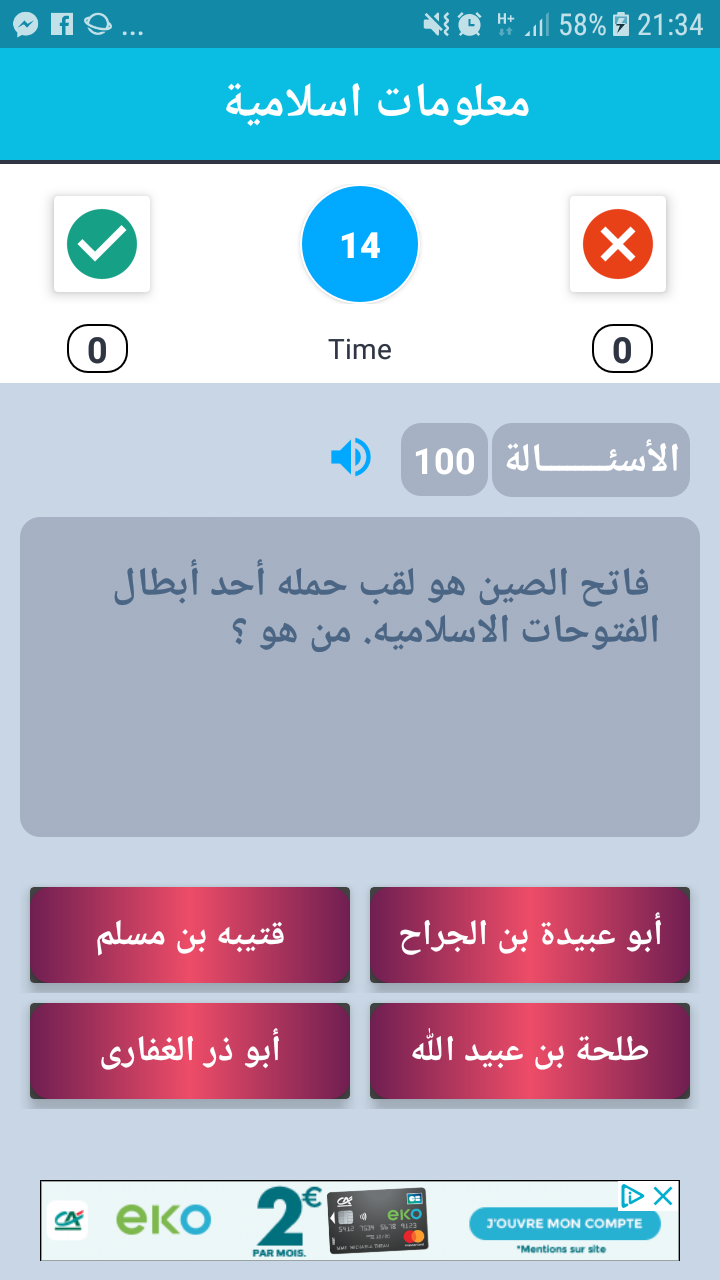 ... H+ 58% 21:34
معلومات اسلامية
14
0 Time 0
الأسئــــــالة 100
فاتح الصين هو لقب حمله أحد أبطال
الفتوحات الاسلاميه. من هو ؟
أبو عبيدة بن الجراح
قتيبه بن مسلم
طلحة بن عبيد الله
أبو ذر الغفارى
CA eko 2€
PAR MOIS.
CA eko
5412 7534 5678 9123
J'OUVRE MON COMPTE
*Mentions sur site